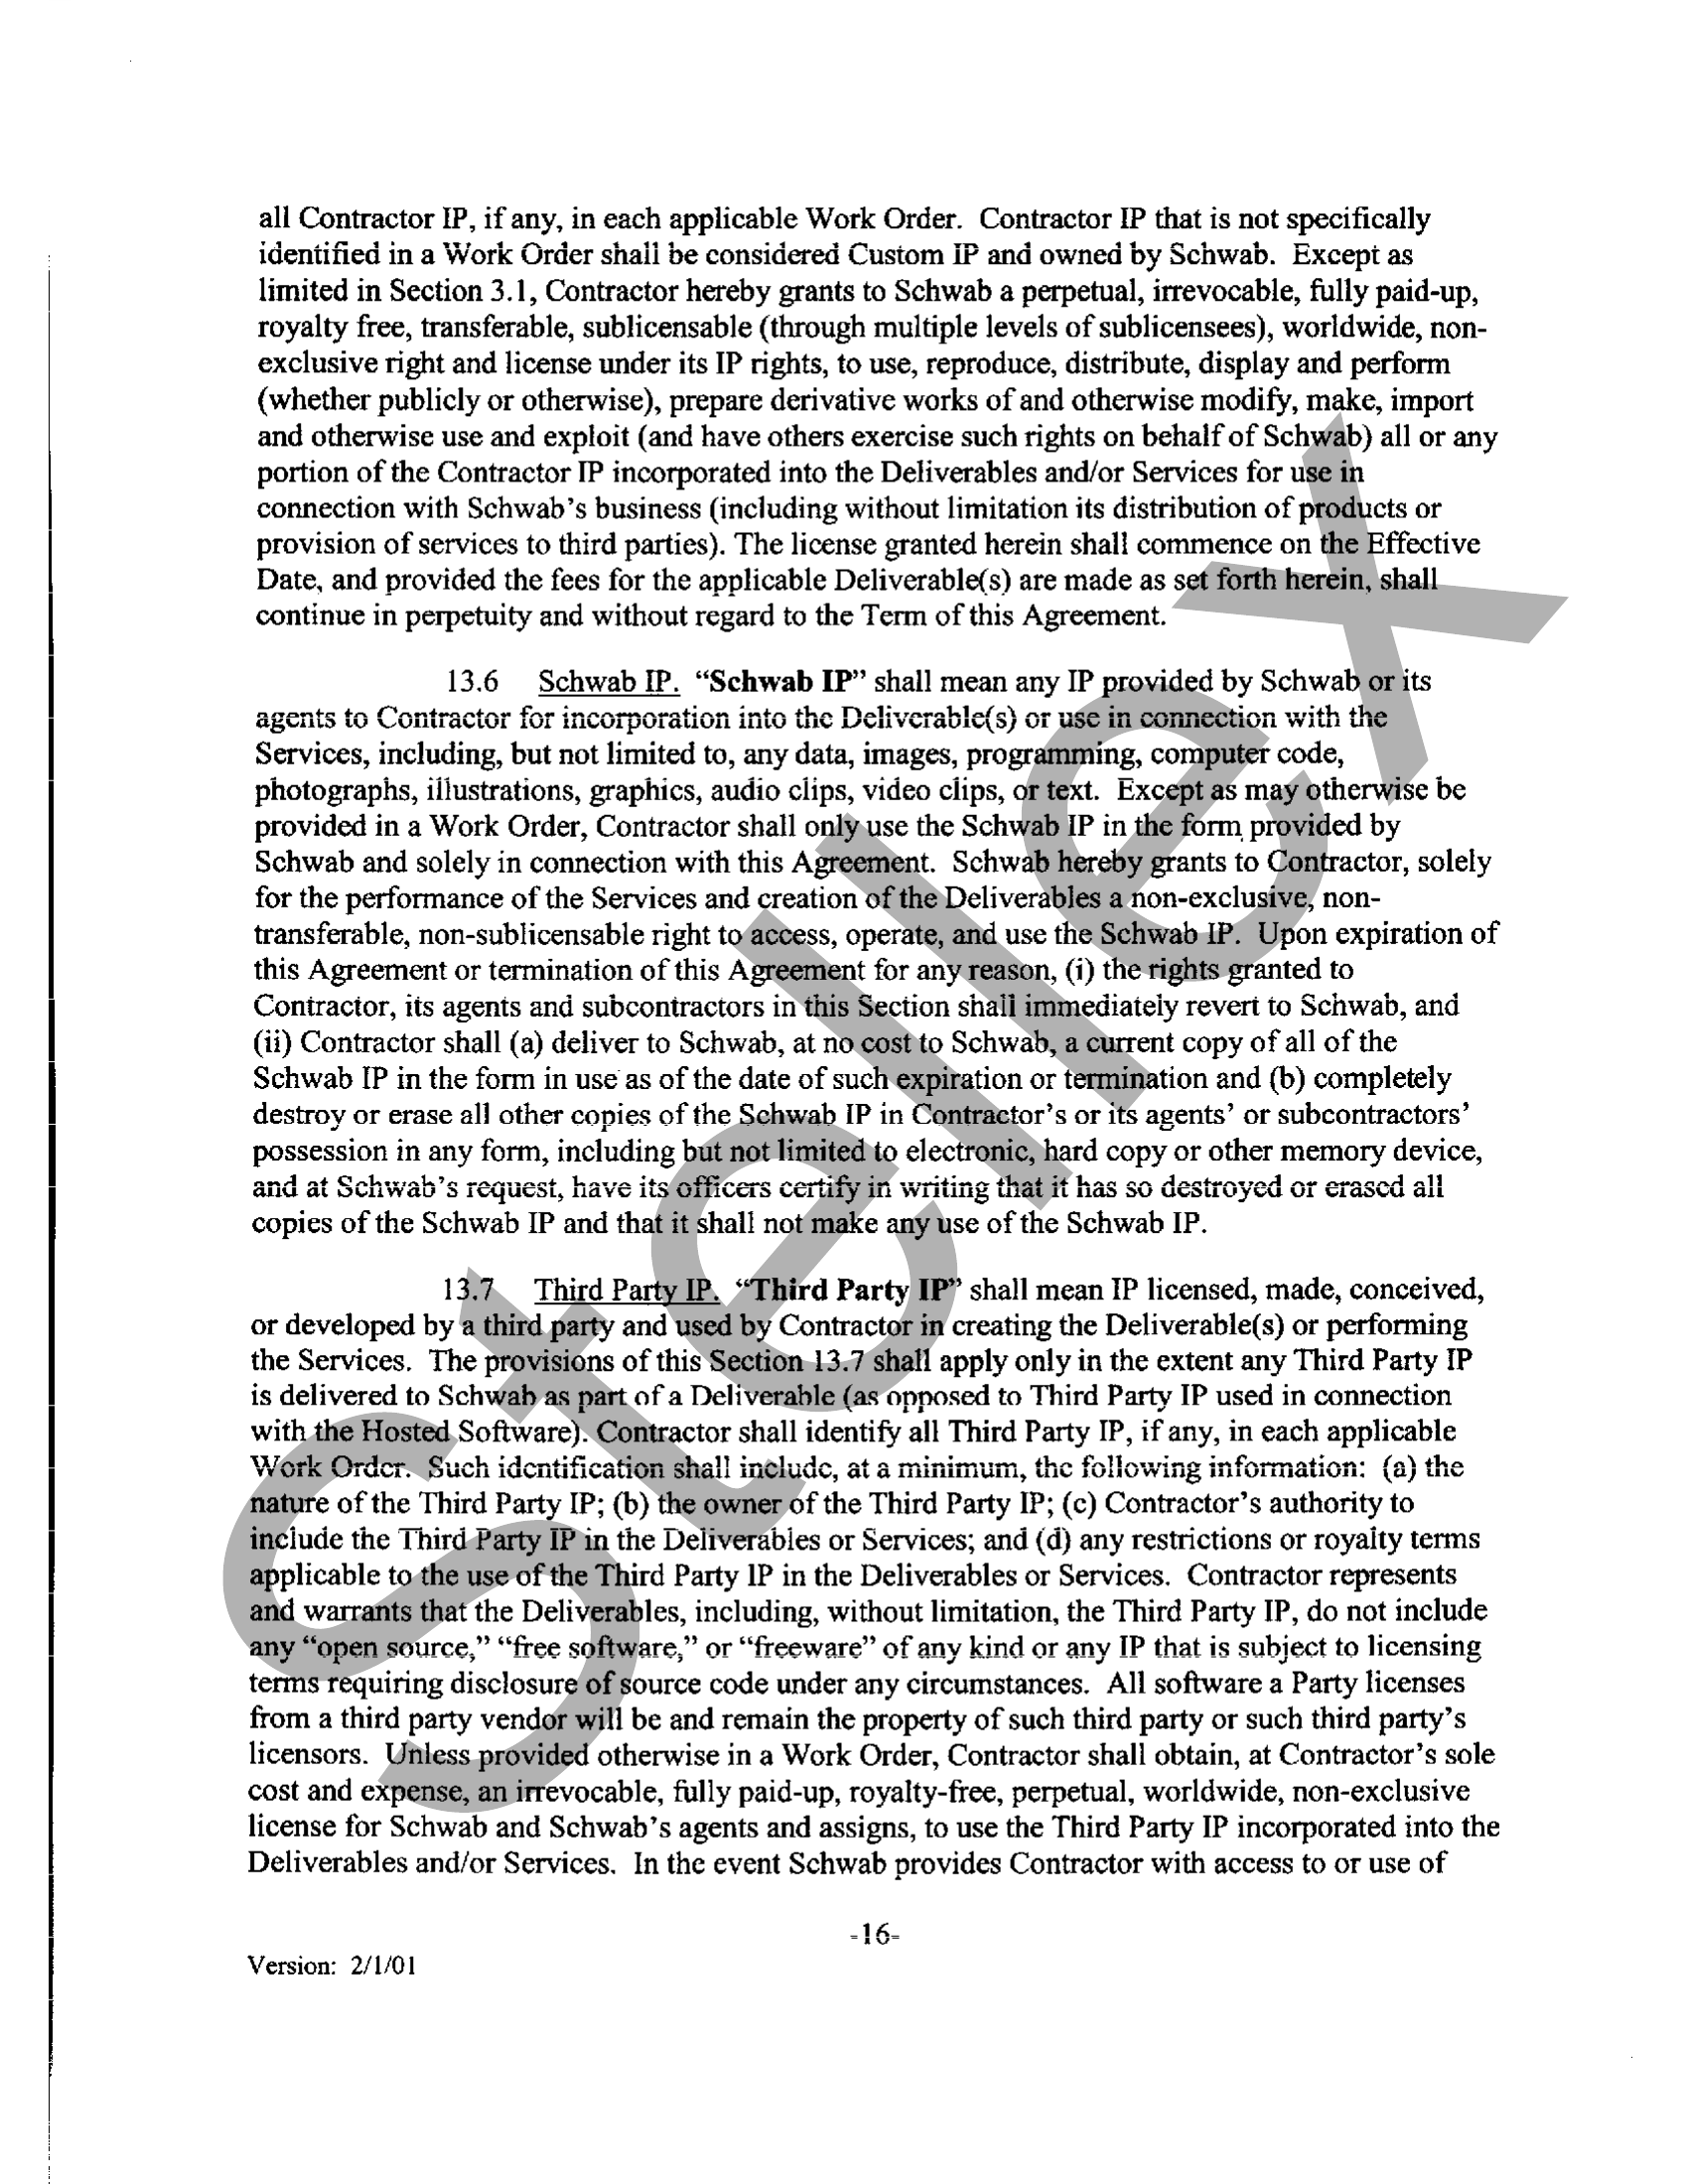 all Contractor IP, if any, in each applicable Work Order. Contractor IP that is not specifically
identified in a Work Order shall be considered Custom IP and owned by Schwab. Except as
limited in Section 3.1, Contractor hereby grants to Schwab a perpetual, irrevocable, fully paid-up,
royalty free, transferable, sublicensable (through multiple levels of sublicensees), worldwide, non-
exclusive right and license under its IP rights, to use, reproduce, distribute, display and perform
(whether publicly or otherwise), prepare derivative works of and otherwise modify, make, import
and otherwise use and exploit (and have others exercise such rights on behalf of Schwab) all or any
portion of the Contractor IP incorporated into the Deliverables and/or Services for use in
connection with Schwab's business (including without limitation its distribution of products or
provision of services to third parties). The license granted herein shall commence on the Effective
Date, and provided the fees for the applicable Deliverable(s) are made as set forth herein, shall
continue in perpetuity and without regard to the Term of this Agreement.
13.6 Schwab IP. “Schwab IP” shall mean any IP provided by Schwab or its
agents to Contractor for incorporation into the Deliverable(s) or use in connection with the
Services, including, but not limited to, any data, images, programming, computer code,
photographs, illustrations, graphics, audio clips, video clips, or text. Except as may otherwise be
provided in a Work Order, Contractor shall only use the Schwab IP in the form provided by
Schwab and solely in connection with this Agreement. Schwab hereby grants to Contractor, solely
for the performance of the Services and creation of the Deliverables a non-exclusive, non-
transferable, non-sublicensable right to access, operate, and use the Schwab IP. Upon expiration of
this Agreement or termination of this Agreement for any reason, (i) the rights granted to
Contractor, its agents and subcontractors in this Section shall immediately revert to Schwab, and
(ii) Contractor shall (a) deliver to Schwab, at no cost to Schwab, a current copy of all of the
Schwab IP in the form in use as of the date of such expiration or termination and (b) completely
destroy or erase all other copies of the Schwab IP in Contractor's or its agents' or subcontractors'
possession in any form, including but not limited to electronic, hard copy or other memory device,
and at Schwab's request, have its officers certify in writing that it has so destroyed or erased all
copies of the Schwab IP and that it shall not make any use of the Schwab IP.
13.7 Third Party IP. “Third Party IP” shall mean IP licensed, made, conceived,
or developed by a third party and used by Contractor in creating the Deliverable(s) or performing
the Services. The provisions of this Section 13.7 shall apply only in the extent any Third Party IP
is delivered to Schwab as part of a Deliverable (as opposed to Third Party IP used in connection
with the Hosted Software). Contractor shall identify all Third Party IP, if any, in each applicable
Work Order. Such identification shall include, at a minimum, the following information: (a) the
nature of the Third Party IP; (b) the owner of the Third Party IP; (c) Contractor's authority to
include the Third Party IP in the Deliverables or Services; and (d) any restrictions or royalty terms
applicable to the use of the Third Party IP in the Deliverables or Services. Contractor represents
and warrants that the Deliverables, including, without limitation, the Third Party IP, do not include
any “open source,” “free software,” or “freeware” of any kind or any IP that is subject to licensing
terms requiring disclosure of source code under any circumstances. All software a Party licenses
from a third party vendor will be and remain the property of such third party or such third party's
licensors. Unless provided otherwise in a Work Order, Contractor shall obtain, at Contractor's sole
cost and expense, an irrevocable, fully paid-up, royalty-free, perpetual, worldwide, non-exclusive
license for Schwab and Schwab's agents and assigns, to use the Third Party IP incorporated into the
Deliverables and/or Services. In the event Schwab provides Contractor with access to or use of
-16-
Version: 2/1/01
Stellex